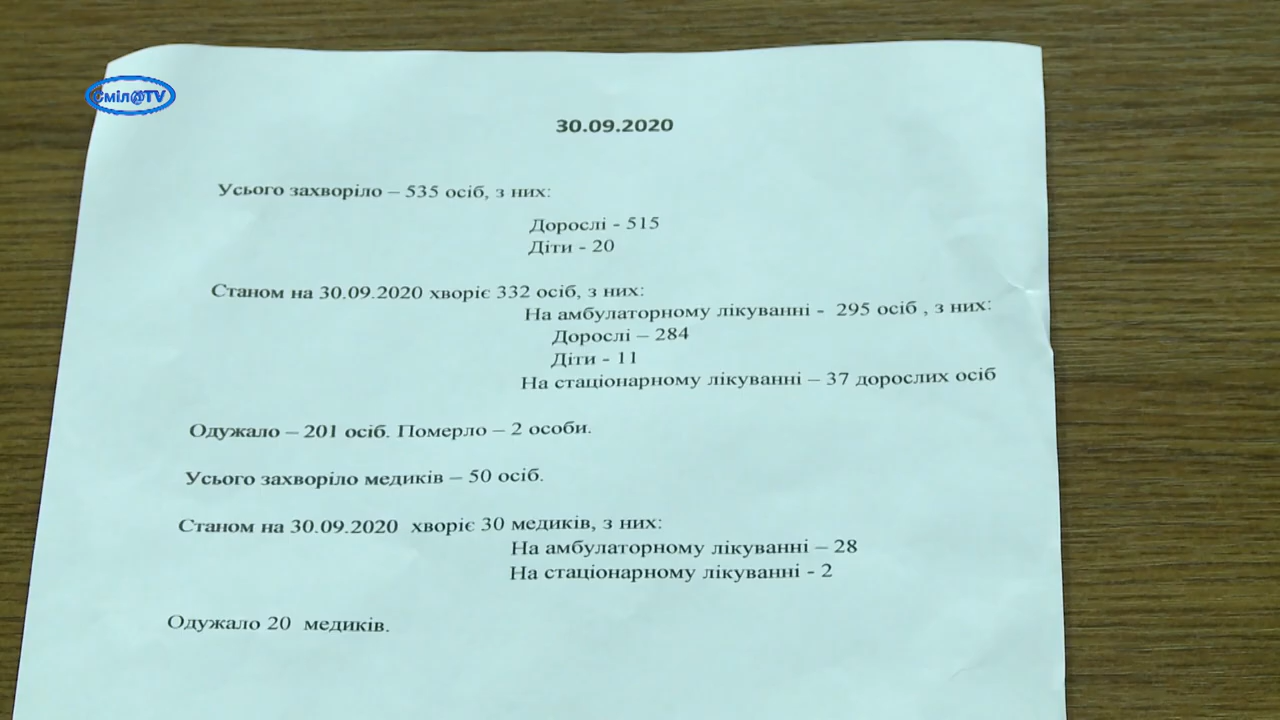 Сміл@TV
30.09.2020
Усього захворіло – 535 осіб, з них:
Дорослі - 515
Діти - 20
Станом на 30.09.2020 хворіє 332 осіб, з них:
На амбулаторному лікуванні - 295 осіб , з них:
Дорослі – 284
Діти - 11
На стаціонарному лікуванні – 37 дорослих осіб
Одужало – 201 осіб. Померло – 2 особи.
Усього захворіло медиків – 50 осіб.
Станом на 30.09.2020 хворіє 30 медиків, з них:
На амбулаторному лікуванні – 28
На стаціонарному лікуванні - 2
Одужало 20 медиків.